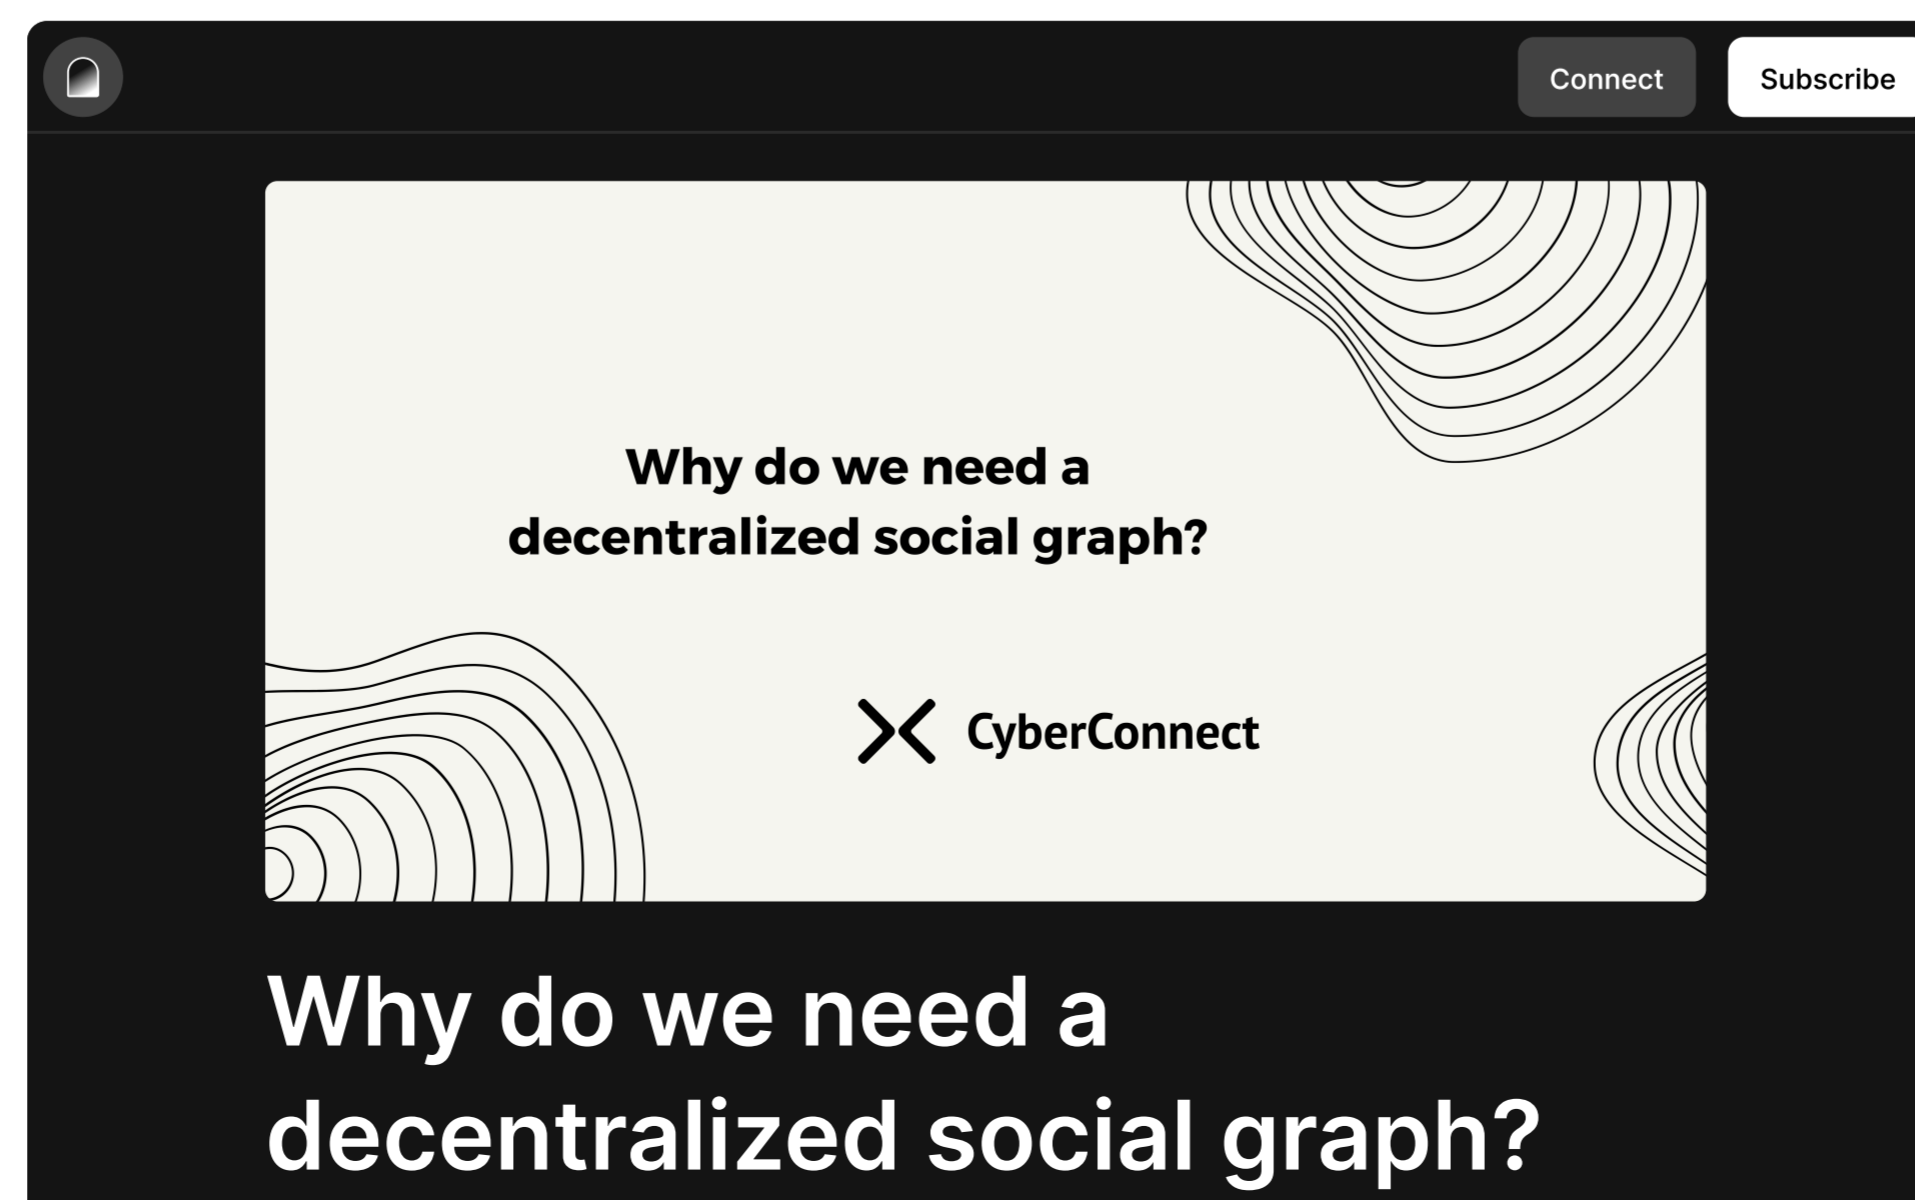 Connect
Subscribe
Why do we need a
decentralized social graph?
CyberConnect
Why do we need a
decentralized social graph?